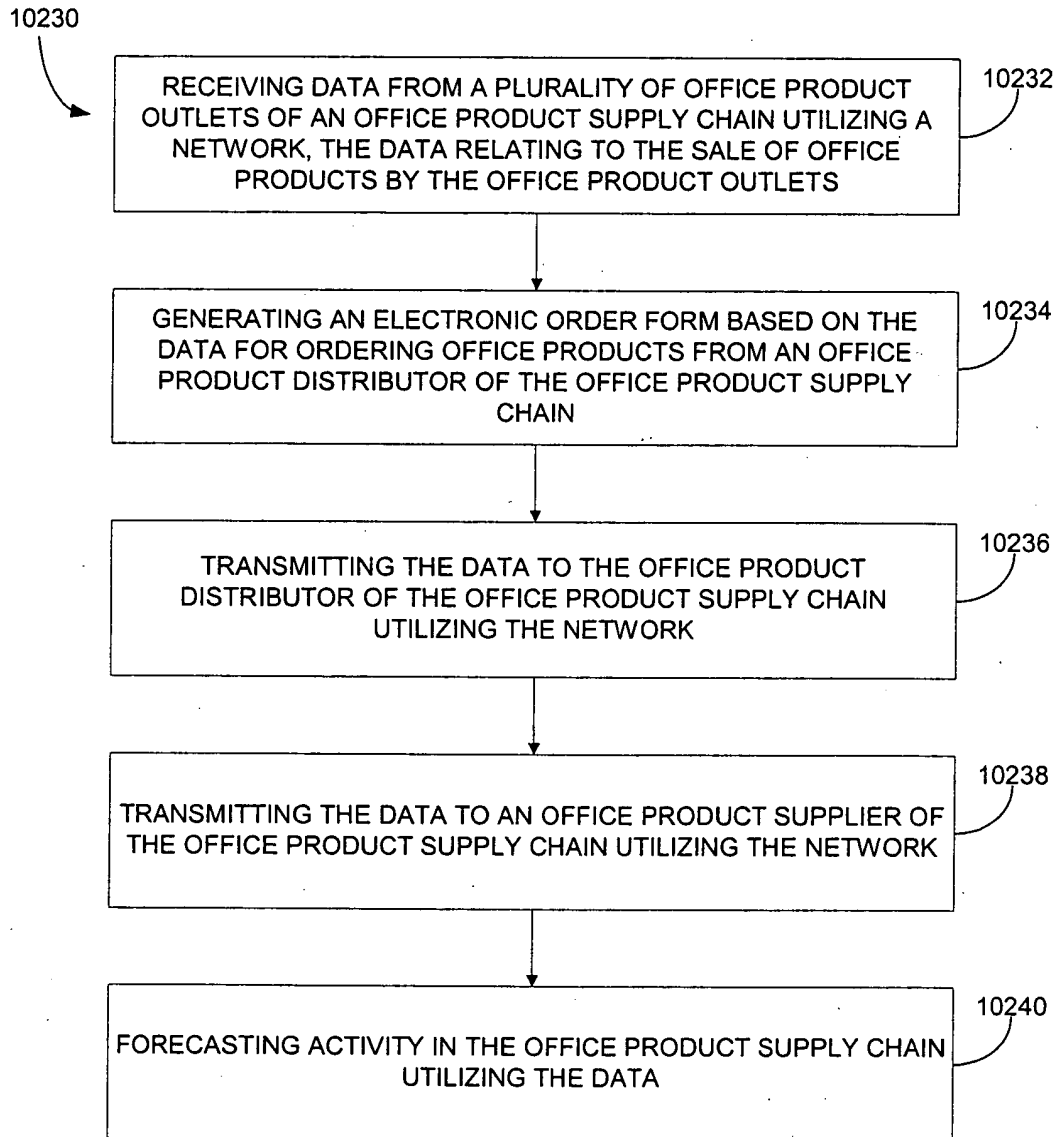 10230
RECEIVING DATA FROM A PLURALITY OF OFFICE PRODUCT
OUTLETS OF AN OFFICE PRODUCT SUPPLY CHAIN UTILIZING A
NETWORK, THE DATA RELATING TO THE SALE OF OFFICE
PRODUCTS BY THE OFFICE PRODUCT OUTLETS
10232
GENERATING AN ELECTRONIC ORDER FORM BASED ON THE
DATA FOR ORDERING OFFICE PRODUCTS FROM AN OFFICE
PRODUCT DISTRIBUTOR OF THE OFFICE PRODUCT SUPPLY
CHAIN
10234
TRANSMITTING THE DATA TO THE OFFICE PRODUCT
DISTRIBUTOR OF THE OFFICE PRODUCT SUPPLY CHAIN
UTILIZING THE NETWORK
10236
TRANSMITTING THE DATA TO AN OFFICE PRODUCT SUPPLIER OF
THE OFFICE PRODUCT SUPPLY CHAIN UTILIZING THE NETWORK
10238
FORECASTING ACTIVITY IN THE OFFICE PRODUCT SUPPLY CHAIN
UTILIZING THE DATA
10240